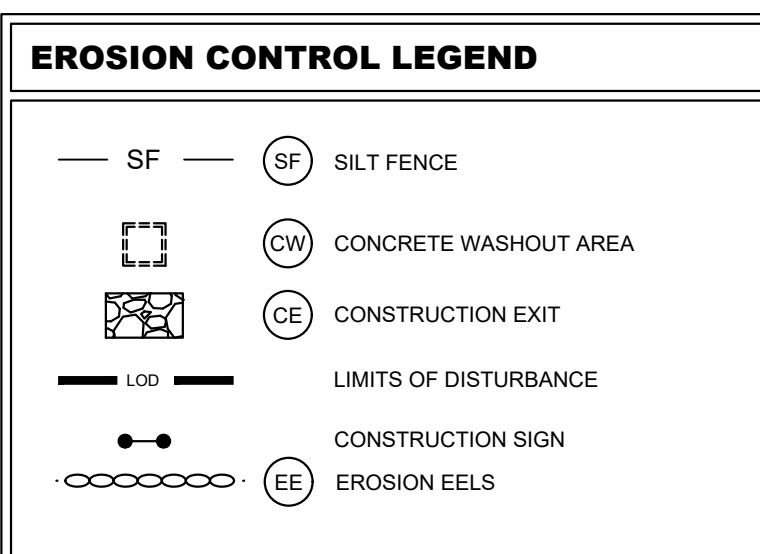 EROSION CONTROL LEGEND
SF SF SILT FENCE
CW CONCRETE WASHOUT AREA
CE CONSTRUCTION EXIT
LOD LIMITS OF DISTURBANCE
CONSTRUCTION SIGN
EE EROSION EELS